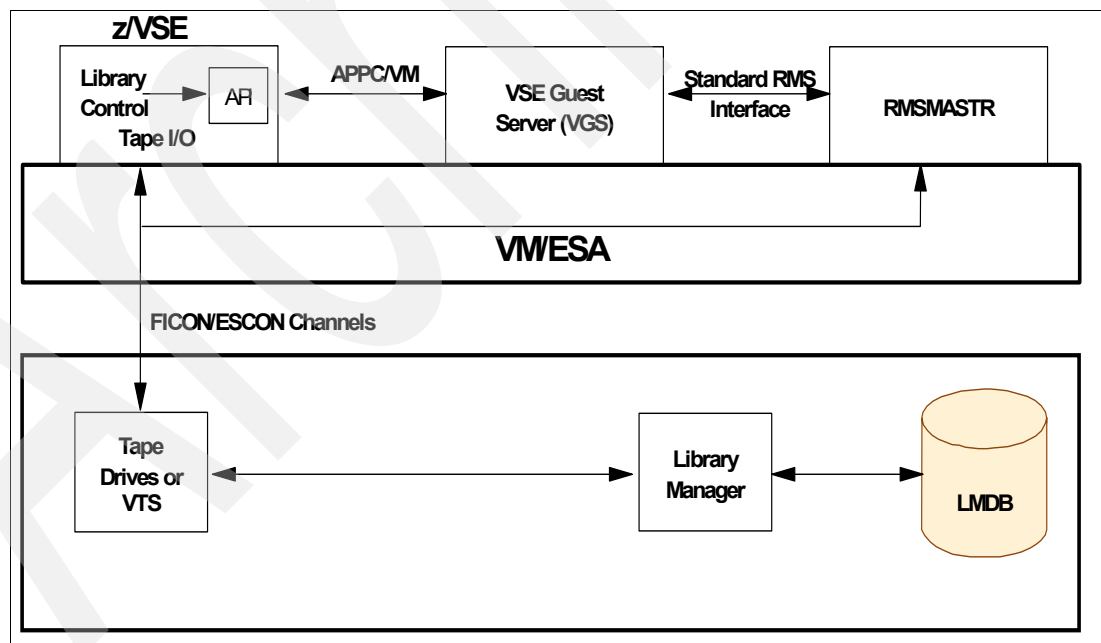 z/VSE
Library
Control
API
Tape I/O
APPC/VM
VSE Guest
Server (VGS)
Standard RMS
Interface
RMSMASTR
VM/ESA
FICON/ESCON Channels
Tape
Drives or
VTS
Library
Manager
LMDB